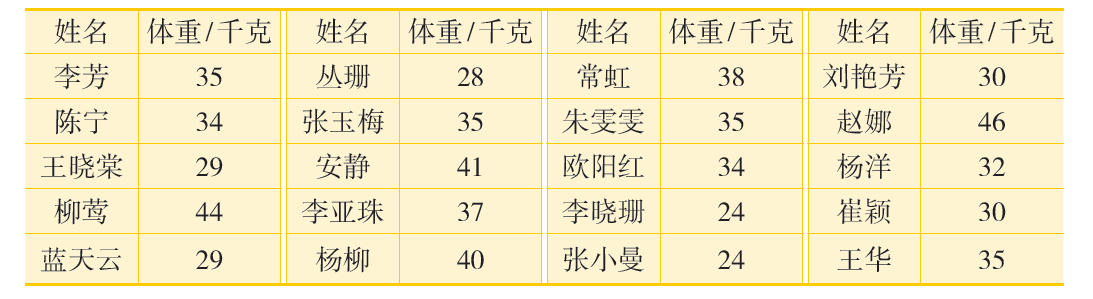 姓名 体重/千克 姓名 体重/千克 姓名 体重/千克 姓名 体重/千克
李芳 35 丛珊 28 常虹 38 刘艳芳 30
陈宁 34 张玉梅 35 朱雯雯 35 赵娜 46
王晓棠 29 安静 41 欧阳红 34 杨洋 32
柳莺 44 李亚珠 37 李晓珊 24 崔颖 30
蓝天云 29 杨柳 40 张小曼 24 王华 35